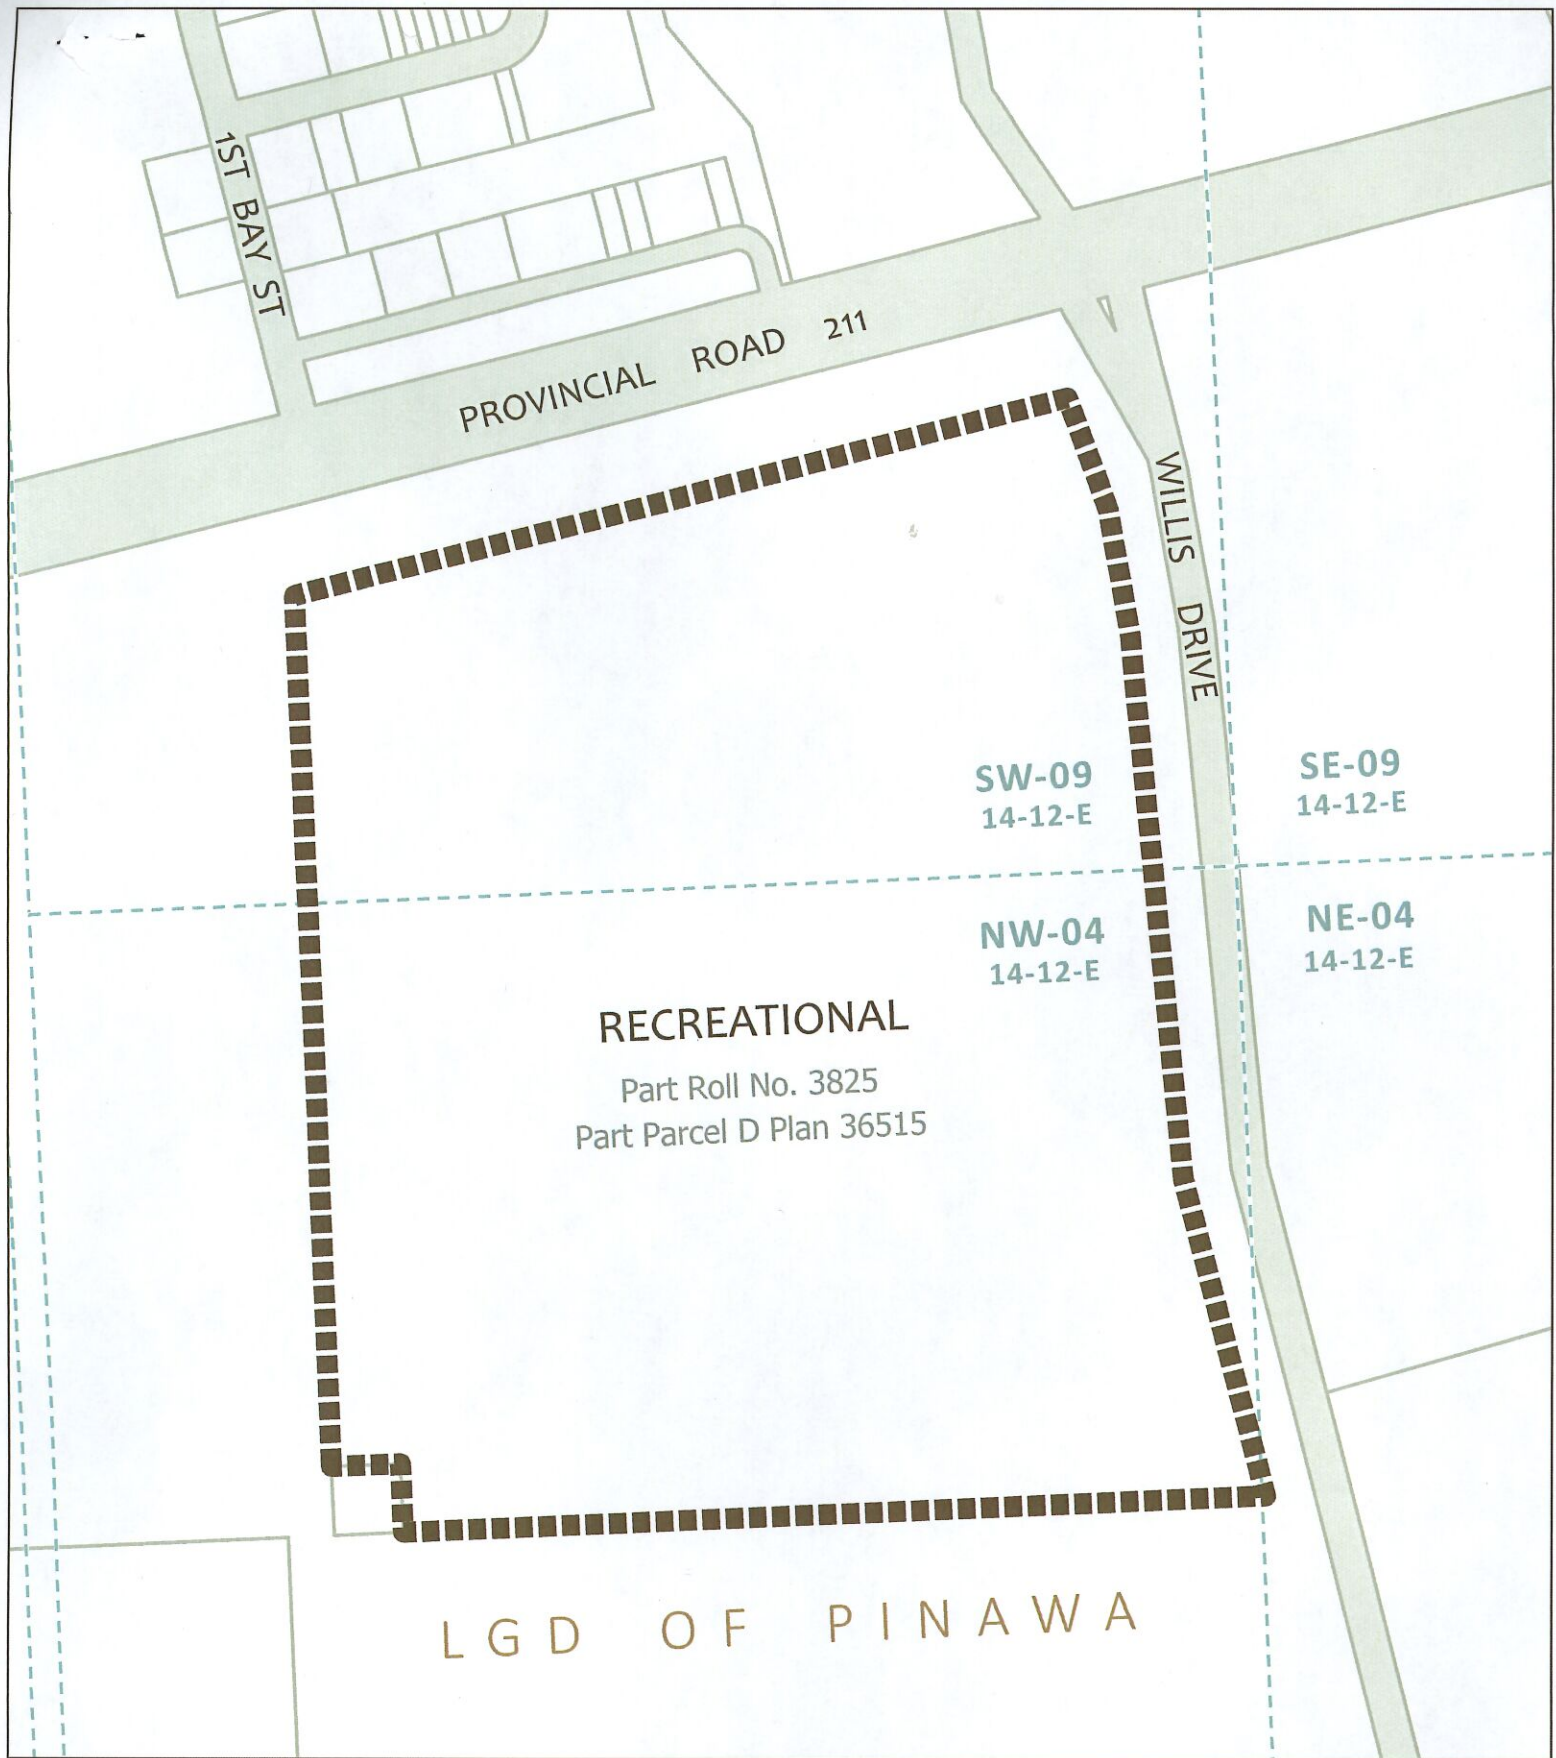 1ST BAY ST
PROVINCIAL ROAD 211
WILLIS DRIVE
SW-09
14-12-E
SE-09
14-12-E
NW-04
14-12-E
NE-04
14-12-E
RECREATIONAL
Part Roll No. 3825
Part Parcel D Plan 36515
LGD OF PINAWA